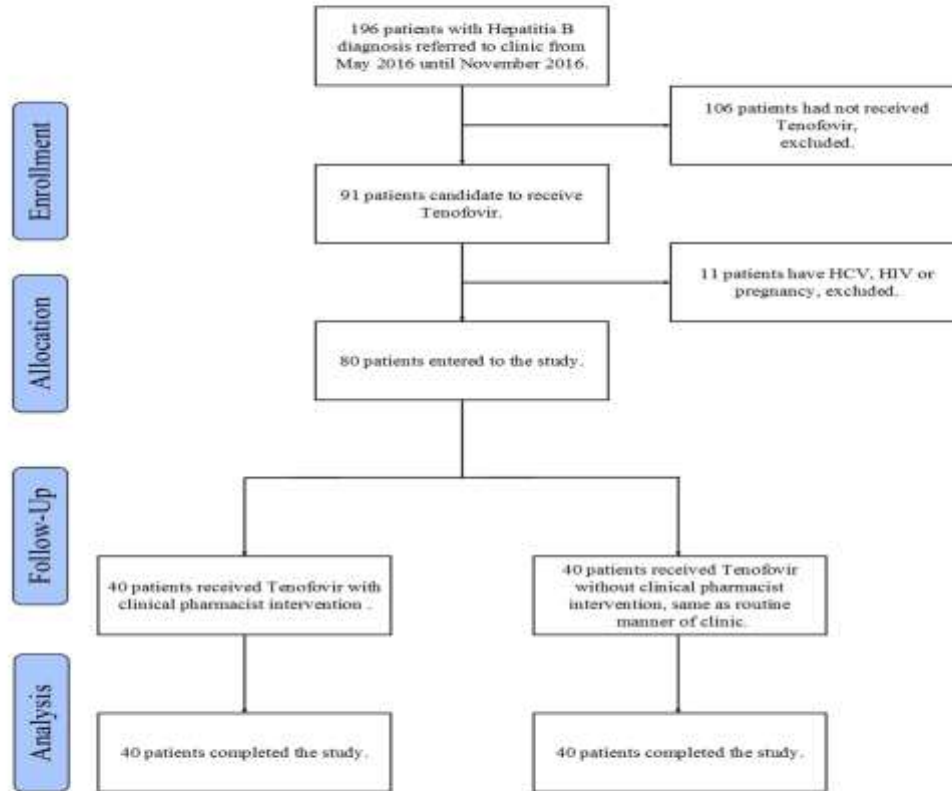 196 patients with Hepatitis B
diagnosis referred to clinic from
May 2016 until November 2016.
106 patients had not received
Tenofovir,
excluded.
Enrollment
91 patients candidate to receive
Tenofovir.
11 patients have HCV, HIV or
pregnancy, excluded.
Allocation
80 patients entered to the study.
Follow-Up
40 patients received Tenofovir with
clinical pharmacist intervention .
40 patients received Tenofovir
without clinical pharmacist
intervention, same as routine
manner of clinic.
Analysis
40 patients completed the study.
40 patients completed the study.